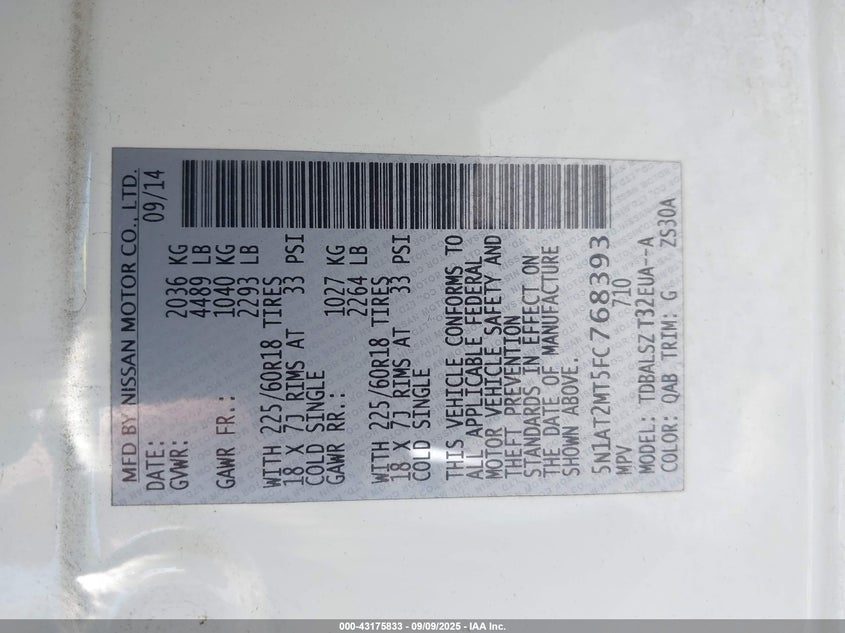 MFD BY NISSAN MOTOR CO., LTD.
DATE: 09/14
GVWR: 2036 KG
4489 LB
GAWR FR.: 1040 KG
2293 LB
WITH 225/60R18 TIRES
18 X 7J RIMS AT 33 PSI
COLD SINGLE
GAWR RR.: 1027 KG
2264 LB
WITH 225/60R18 TIRES
18 X 7J RIMS AT 33 PSI
COLD SINGLE
THIS VEHICLE CONFORMS TO
ALL APPLICABLE FEDERAL
MOTOR VEHICLE SAFETY AND
THEFT PREVENTION
STANDARDS IN EFFECT ON
THE DATE OF MANUFACTURE
SHOWN ABOVE.
5N1AT2MT5FC768393
MPV 710
MODEL: TDBALSZ T32EUA--A
COLOR: QAB TRIM: G ZS30A
000-43175833 - 09/09/2025 - IAA Inc.